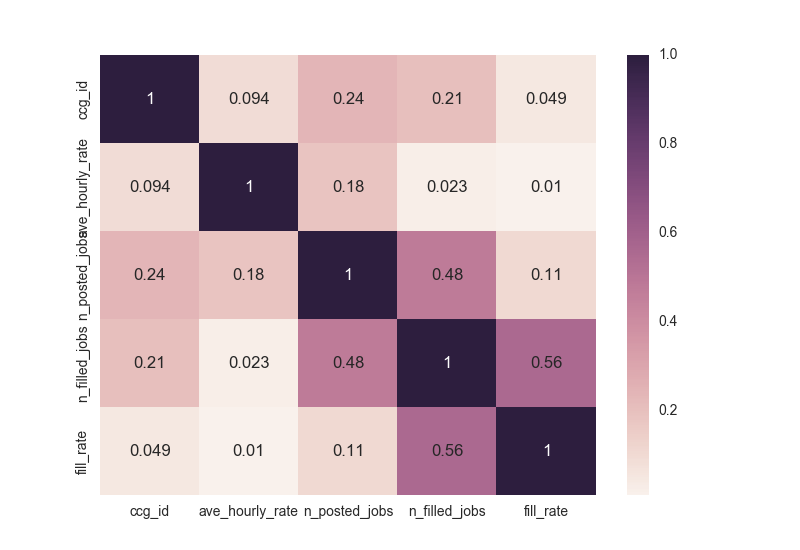 1.0
ccg_id 1 0.094 0.24 0.21 0.049
0.8
ave_hourly_rate 0.094 1 0.18 0.023 0.01
0.6
n_posted_jobs 0.24 0.18 1 0.48 0.11
0.4
n_filled_jobs 0.21 0.023 0.48 1 0.56
0.2
fill_rate 0.049 0.01 0.11 0.56 1
ccg_id ave_hourly_rate n_posted_jobs n_filled_jobs fill_rate